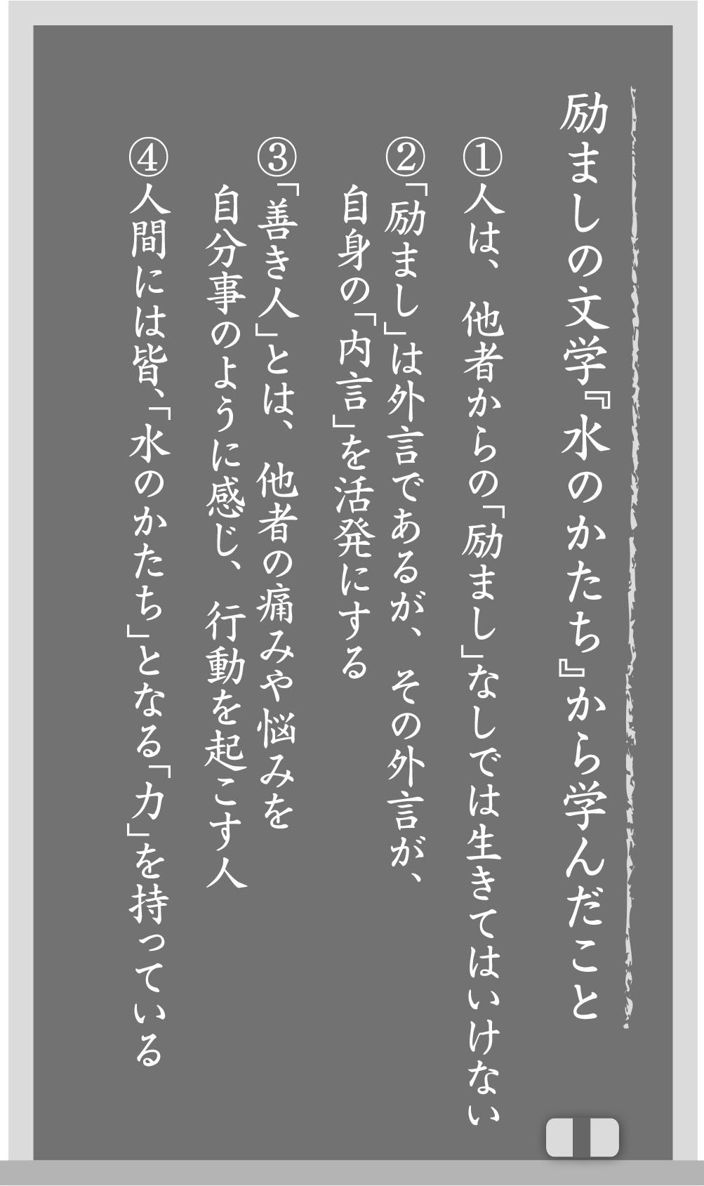 励ましの文学『水のかたち』から学んだこと
①人は、他者からの「励まし」なしでは生きてはいけない
②「励まし」は外言であるが、その外言が、
自身の「内言」を活発にする
③「善き人」とは、他者の痛みや悩みを
自分事のように感じ、行動を起こす人
④人間には皆、「水のかたち」となる「力」を持っている